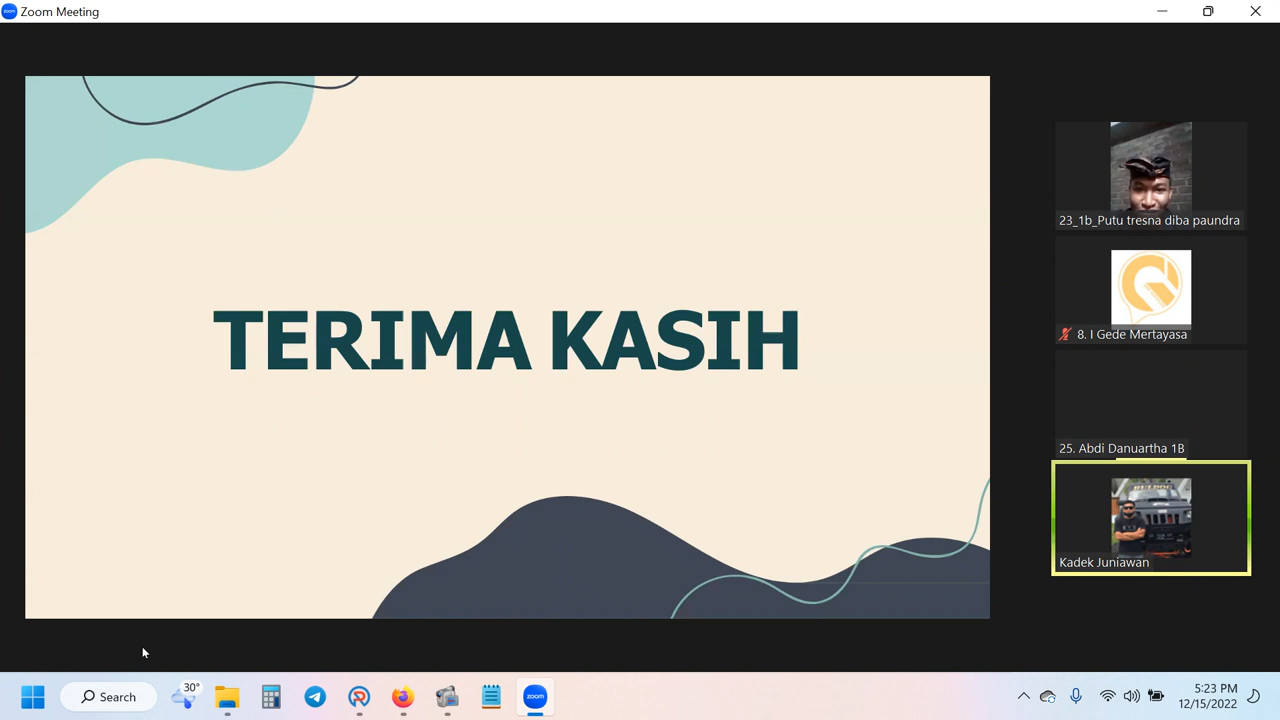 Zoom Meeting
TERIMA KASIH
23_1b_Putu tresna diba paundra
8. I Gede Mertayasa
25. Abdi Danuartha 1B
Kadek Juniawan
Search
30°
zoom
5:23 PM
12/15/2022